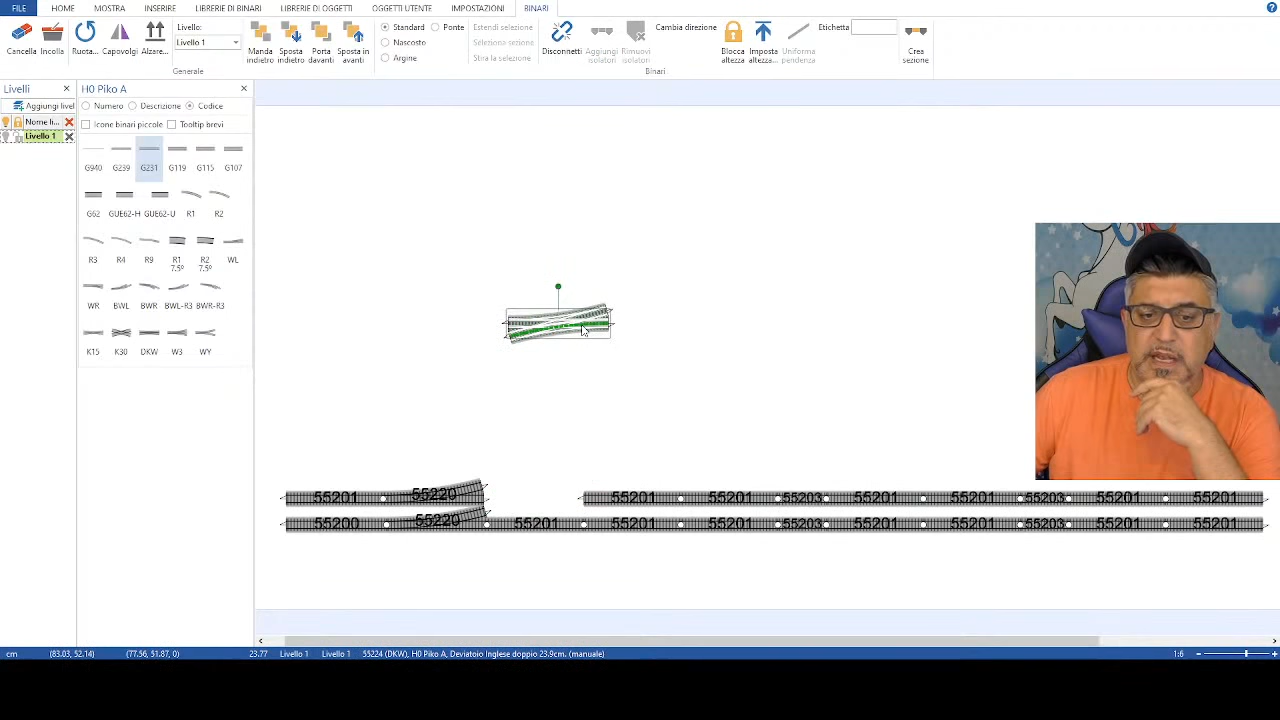 FILE HOME MOSTRA INSERIRE LIBRERIE DI BINARI LIBRERIE DI OGGETTI OGGETTI UTENTE IMPOSTAZIONI BINARI
Cancella Incolla Ruota... Capovolgi Alzare...
Livello:
Livello 1
Manda indietro
Sposta indietro
Porta davanti
Sposta in avanti
Generale
Standard Ponte
Nascosto
Argine
Estendi selezione
Seleziona sezione
Stira la selezione
Disconnetti
Aggiungi isolatori
Rimuovi isolatori
Cambia direzione
Blocca altezza
Imposta altezza...
Uniforma pendenza
Etichetta
Crea sezione
Binari
Livelli
Aggiungi livel
Nome li...
Livello 1
H0 Piko A
Numero Descrizione Codice
Icone binari piccole Tooltip brevi
G940 G239 G231 G119 G115 G107
G62 GUE62-H GUE62-U R1 R2
R3 R4 R9 R1 7.5° R2 7.5° WL
WR BWL BWR BWL-R3 BWR-R3
K15 K30 DKW W3 WY
55201 55220 55201 55201 55203 55201 55201 55203 55201 55201
55200 55220 55201 55201 55201 55203 55201 55201 55203 55201 55201
cm (83.03, 52.14) (77.56, 51.87, 0) 23.77 Livello 1 Livello 1 55224 (DKW), H0 Piko A, Deviatoio Inglese doppio 23.9cm. (manuale) 1:6